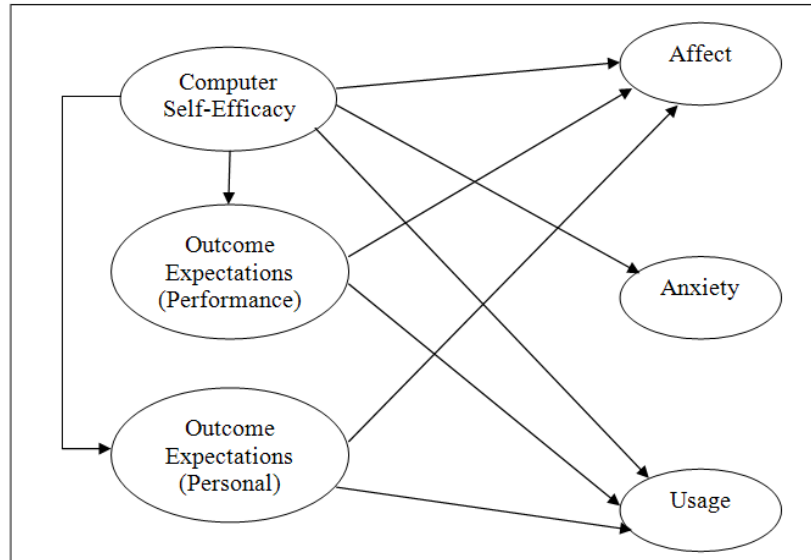 Computer
Self-Efficacy
Affect
Outcome
Expectations
(Performance)
Anxiety
Outcome
Expectations
(Personal)
Usage